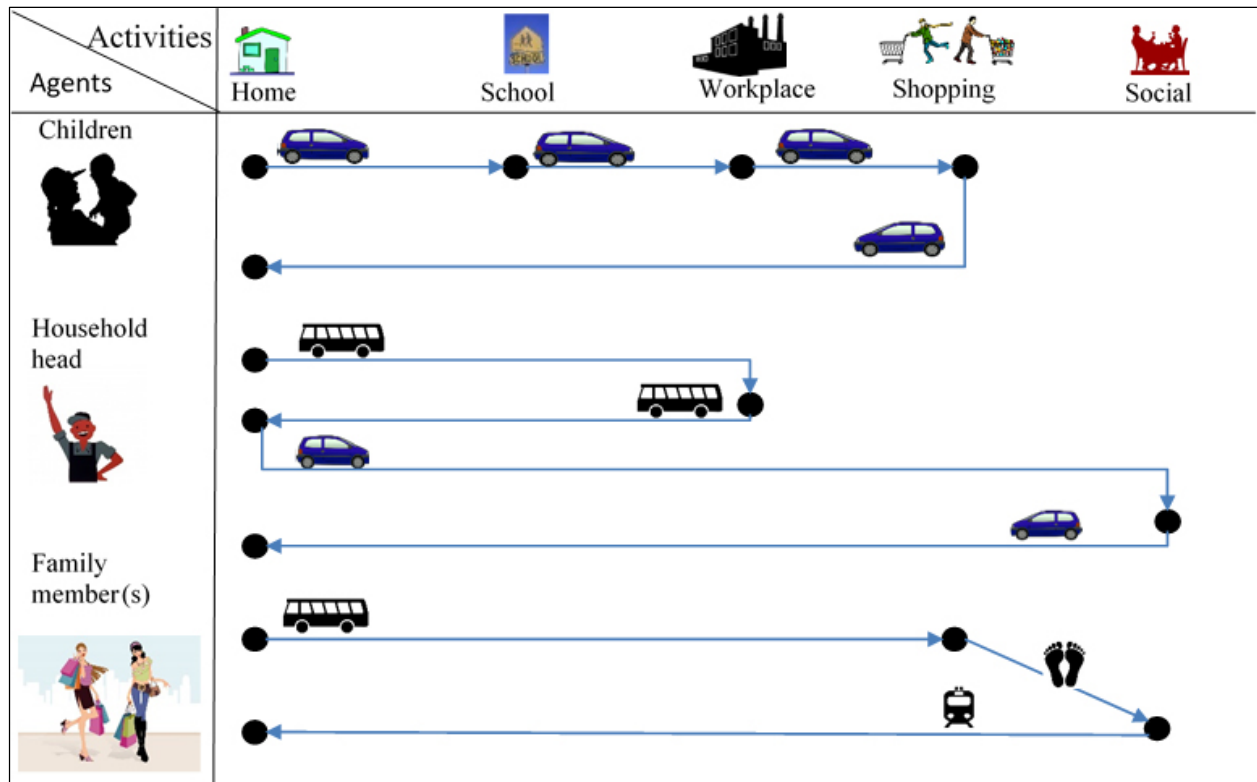 Activities
Agents
Home
School
Workplace
Shopping
Social
Children
Household
head
Family
member(s)